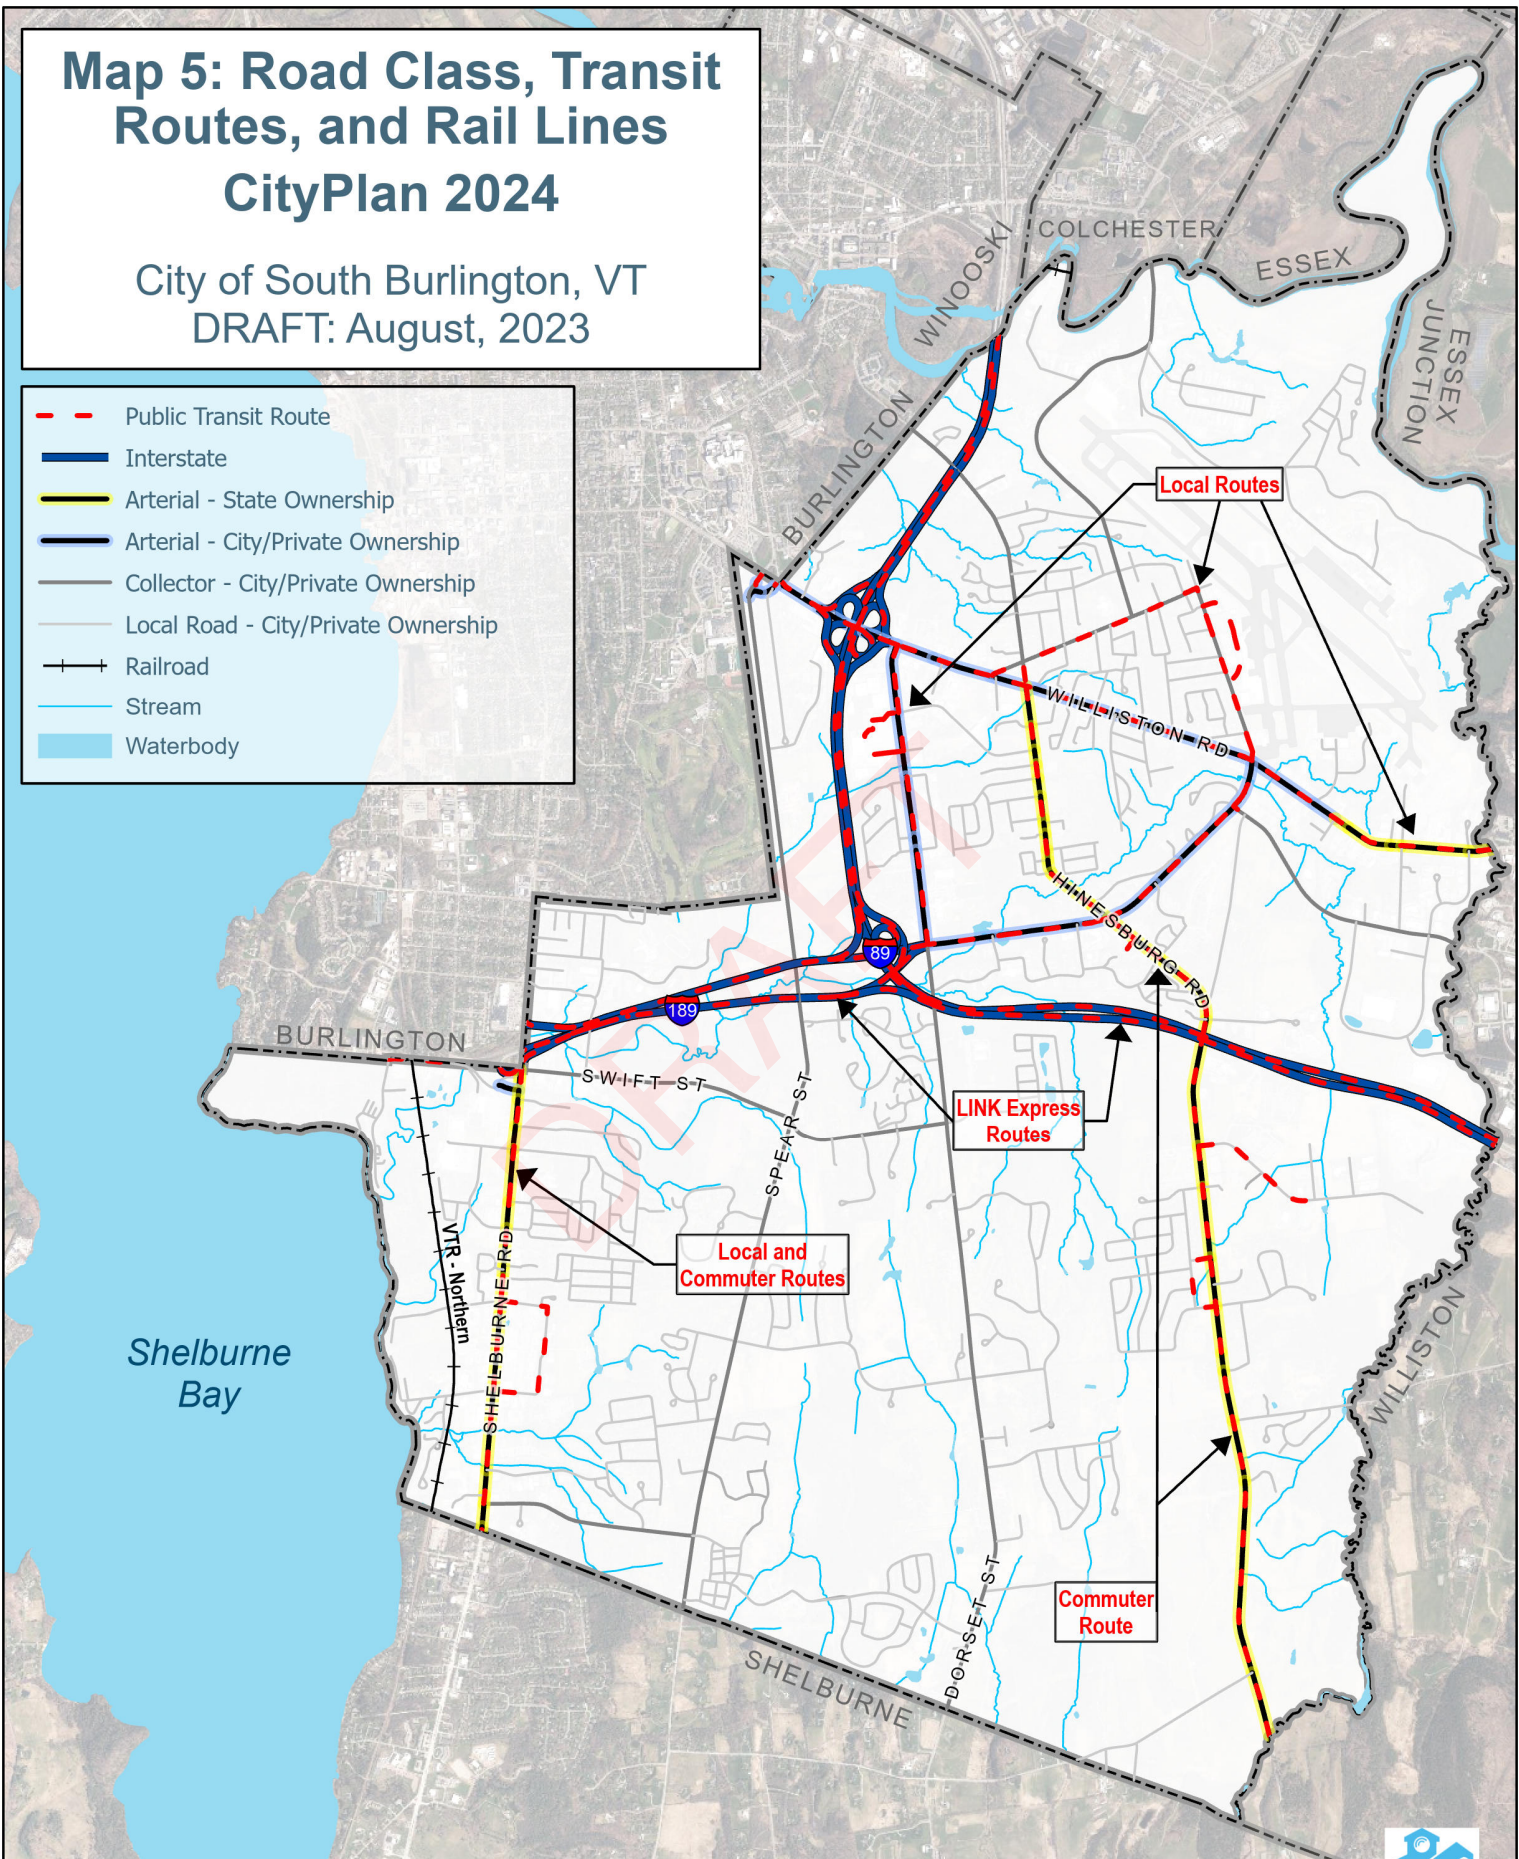 Map 5: Road Class, Transit
Routes, and Rail Lines
CityPlan 2024
City of South Burlington, VT
DRAFT: August, 2023
Public Transit Route
Interstate
Arterial - State Ownership
Arterial - City/Private Ownership
Collector - City/Private Ownership
Local Road - City/Private Ownership
Railroad
Stream
Waterbody
COLCHESTER
WINOOSKI
ESSEX
ESSEX
JUNCTION
BURLINGTON
Local Routes
WILLISTON RD
HINESBURG RD
89
189
BURLINGTON
SWIFT ST
SPEAR ST
LINK Express
Routes
Local and
Commuter Routes
VTR - Northern
SHELBURNE RD
Shelburne
Bay
WILLISTON
Commuter
Route
DORSET ST
SHELBURNE
DRAFT